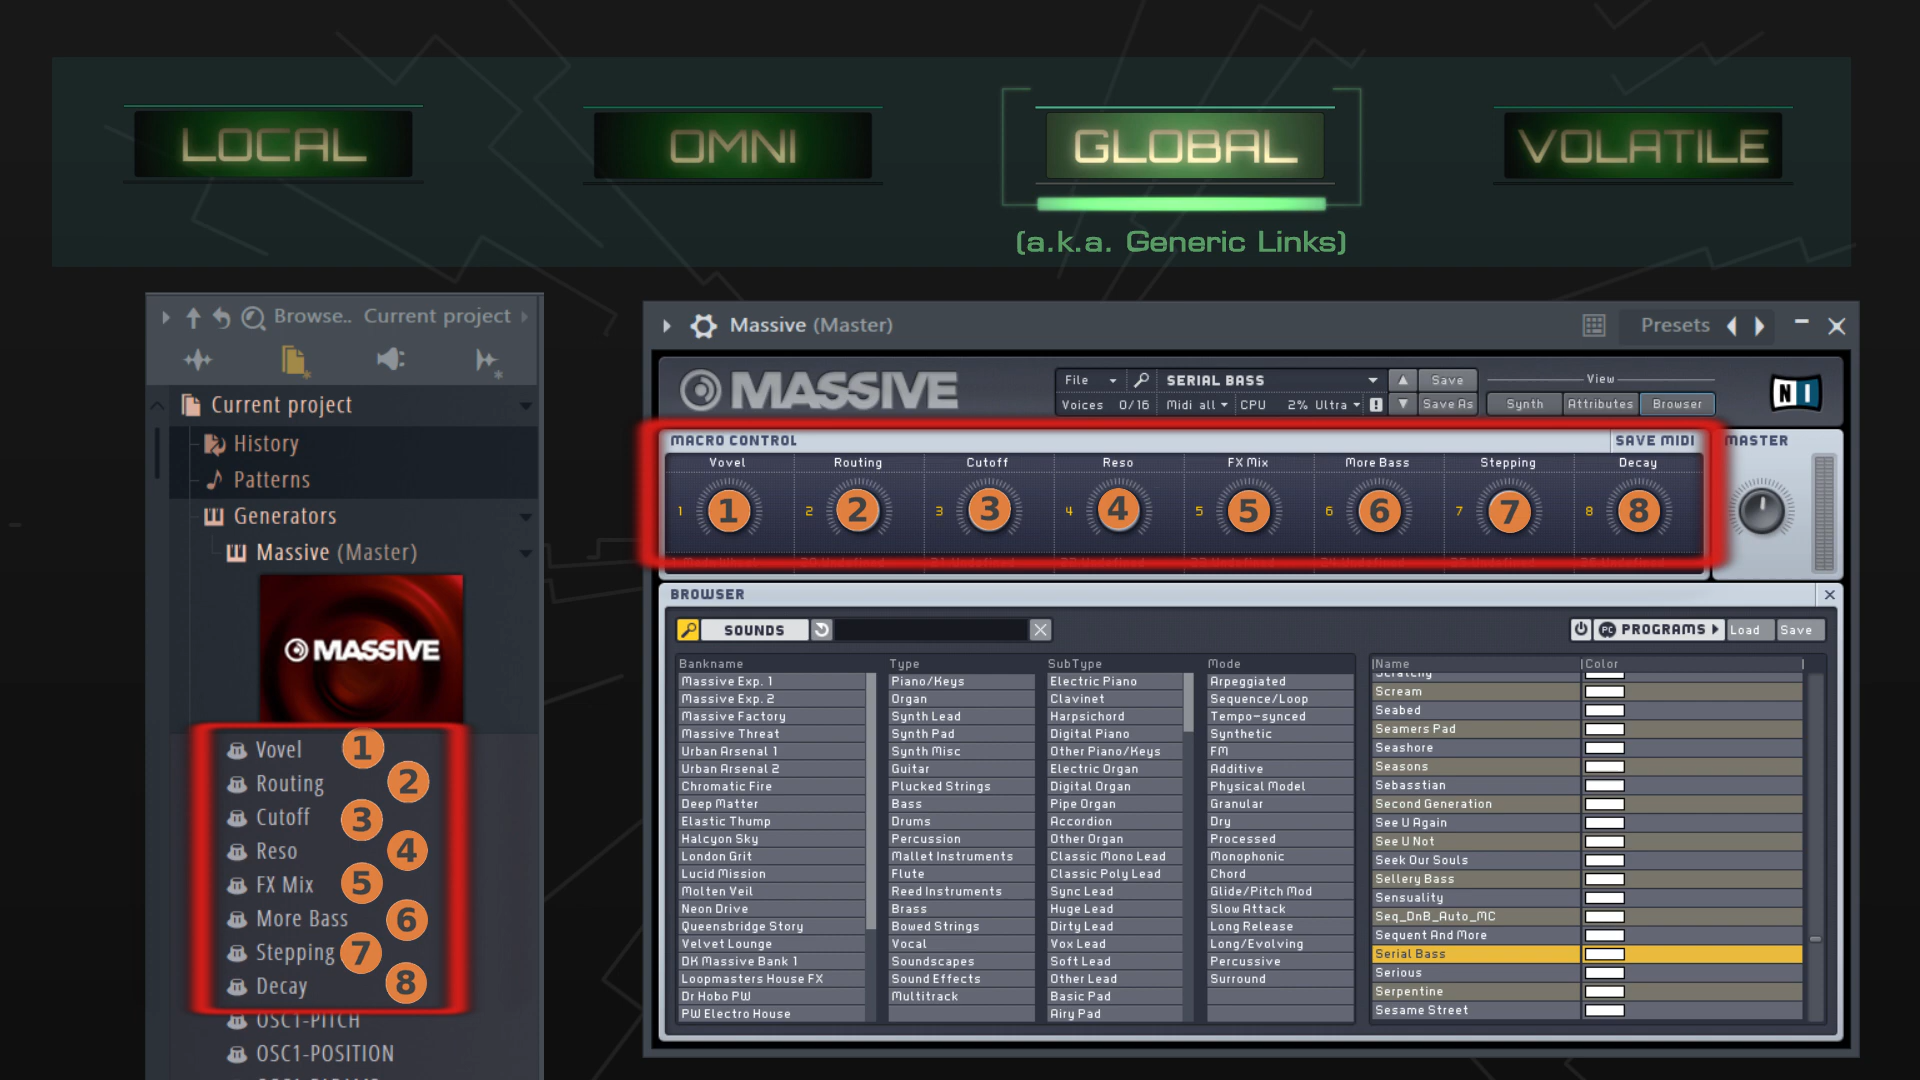 LOCAL
OMNI
GLOBAL
VOLATILE
(a.k.a. Generic Links)
Browse.. Current project
Current project
History
Patterns
Generators
Massive (Master)
MASSIVE
Vovel 1
Routing 2
Cutoff 3
Reso 4
FX Mix 5
More Bass 6
Stepping 7
Decay 8
OSC1-PITCH
OSC1-POSITION
Massive (Master)
Presets
MASSIVE
File SERIAL BASS Save
View
Voices 0/16 Midi all CPU 2% Ultra ! Save As
Synth Attributes Browser
NI
MACRO CONTROL
SAVE MIDI
MASTER
Vovel Routing Cutoff Reso FX Mix More Bass Stepping Decay
1 1 2 2 3 3 4 4 5 5 6 6 7 7 8 8
BROWSER
SOUNDS
PC PROGRAMS Load Save
Bankname
Massive Exp. 1
Massive Exp. 2
Massive Factory
Massive Threat
Urban Arsenal 1
Urban Arsenal 2
Chromatic Fire
Deep Matter
Elastic Thump
Halcyon Sky
London Grit
Lucid Mission
Molten Veil
Neon Drive
Queensbridge Story
Velvet Lounge
DK Massive Bank 1
Loopmasters House FX
Dr Hobo PW
PW Electro House
Type
Piano/Keys
Organ
Synth Lead
Synth Pad
Synth Misc
Guitar
Plucked Strings
Bass
Drums
Percussion
Mallet Instruments
Flute
Reed Instruments
Brass
Bowed Strings
Vocal
Soundscapes
Sound Effects
Multitrack
SubType
Electric Piano
Clavinet
Harpsichord
Digital Piano
Other Piano/Keys
Electric Organ
Digital Organ
Pipe Organ
Accordion
Other Organ
Classic Mono Lead
Classic Poly Lead
Sync Lead
Huge Lead
Dirty Lead
Vox Lead
Soft Lead
Other Lead
Basic Pad
Airy Pad
Mode
Arpeggiated
Sequence/Loop
Tempo-synced
Synthetic
FM
Additive
Physical Model
Granular
Dry
Processed
Monophonic
Chord
Glide/Pitch Mod
Slow Attack
Long Release
Long/Evolving
Percussive
Surround
Name Color
Scratchy
Scream
Seabed
Seamers Pad
Seashore
Seasons
Sebasstian
Second Generation
See U Again
See U Not
Seek Our Souls
Sellery Bass
Sensuality
Seq_DnB_Auto_MC
Sequent And More
Serial Bass
Serious
Serpentine
Sesame Street